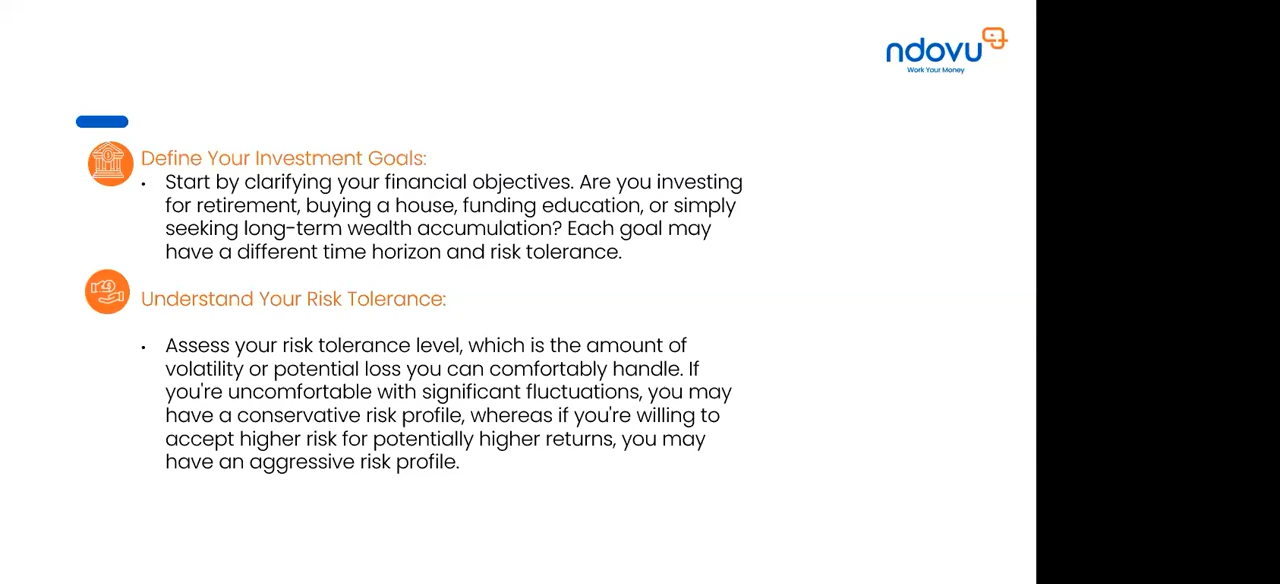 ndovu
Work Your Money
Define Your Investment Goals:
• Start by clarifying your financial objectives. Are you investing
for retirement, buying a house, funding education, or simply
seeking long-term wealth accumulation? Each goal may
have a different time horizon and risk tolerance.
Understand Your Risk Tolerance:
• Assess your risk tolerance level, which is the amount of
volatility or potential loss you can comfortably handle. If
you're uncomfortable with significant fluctuations, you may
have a conservative risk profile, whereas if you're willing to
accept higher risk for potentially higher returns, you may
have an aggressive risk profile.